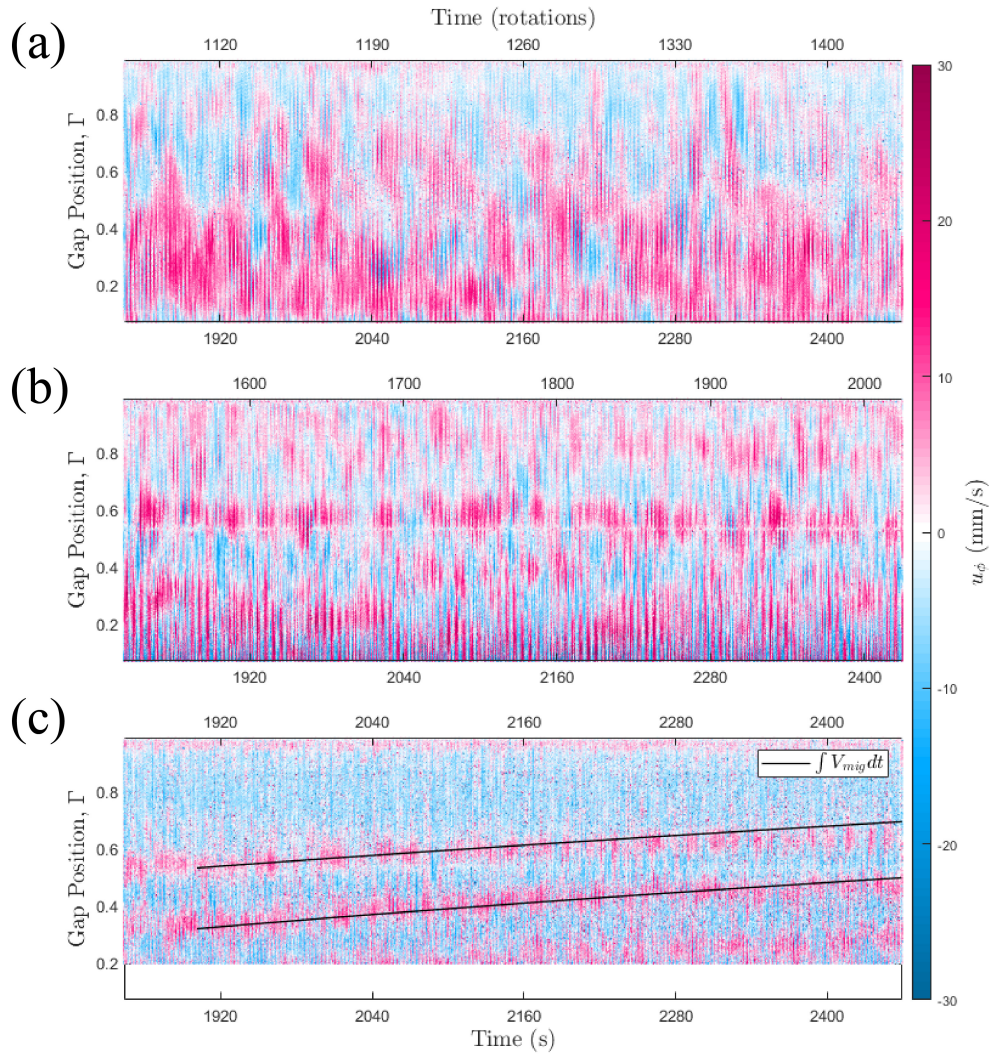 (a)
Time (rotations)
1120 1190 1260 1330 1400
Gap Position, Γ
0.8
0.6
0.4
0.2
1920 2040 2160 2280 2400
(b)
1600 1700 1800 1900 2000
Gap Position, Γ
0.8
0.6
0.4
0.2
1920 2040 2160 2280 2400
(c)
1920 2040 2160 2280 2400
∫ V_{mig} dt
Gap Position, Γ
0.8
0.6
0.4
0.2
1920 2040 2160 2280 2400
Time (s)
30
20
10
0
-10
-20
-30
u_ϕ (mm/s)